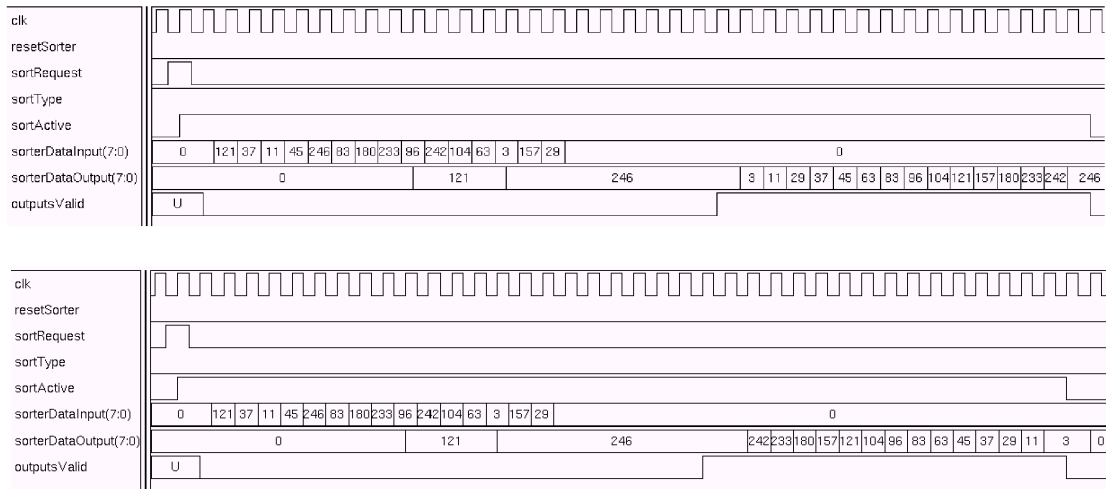 clk
resetSorter
sortRequest
sortType
sortActive
sorterDataInput(7:0) 0 121 37 11 45 246 83 180 233 96 242 104 63 3 157 29 0
sorterDataOutput(7:0) 0 121 246 3 11 29 37 45 63 83 96 104 121 157 180 233 242 246
outputsValid U
clk
resetSorter
sortRequest
sortType
sortActive
sorterDataInput(7:0) 0 121 37 11 45 246 83 180 233 96 242 104 63 3 157 29 0
sorterDataOutput(7:0) 0 121 246 242 233 180 157 121 104 96 83 63 45 37 29 11 3 0
outputsValid U